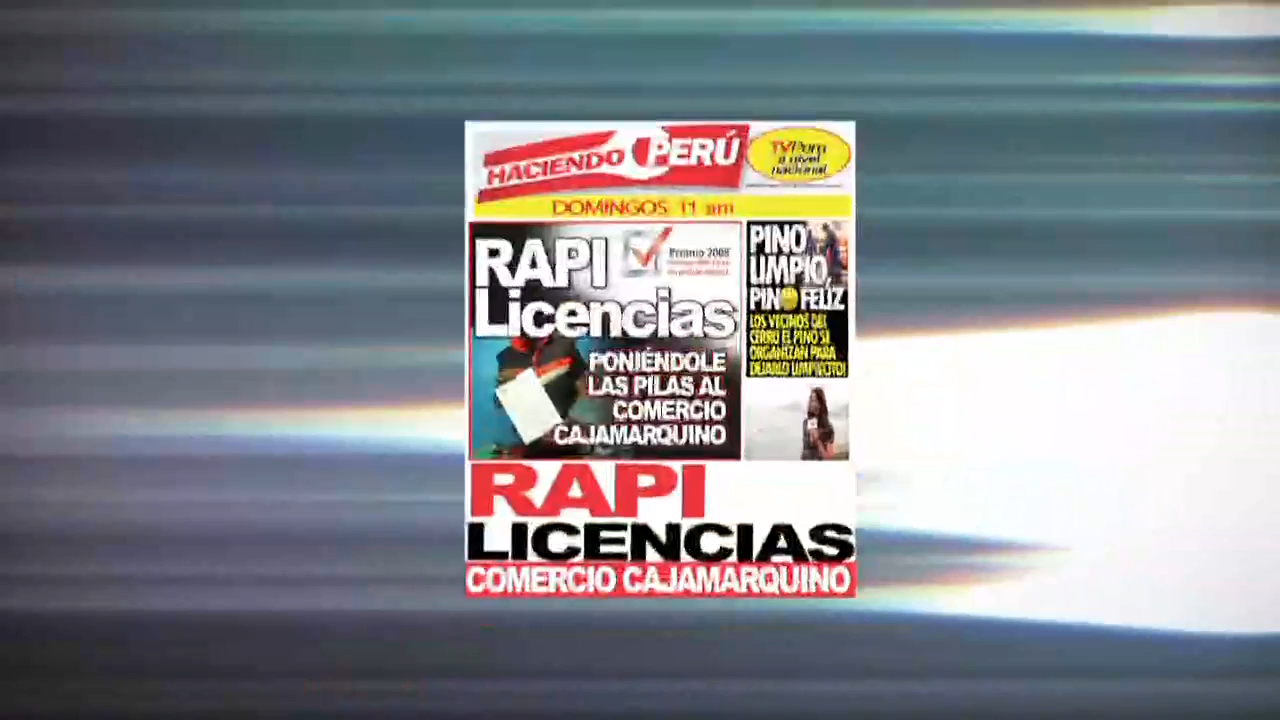 HACIENDO PERÚ
TVPerú
a nivel
nacional
DOMINGOS 11 am
RAPI
Licencias
Premio 2008
PONIÉNDOLE
LAS PILAS AL
COMERCIO
CAJAMARQUINO
PINO
LIMPIO,
PINO FELÍZ
LOS VECINOS DEL
CERRO EL PINO SE
ORGANIZAN PARA
DEJARLO LIMPIECITO!
RAPI
LICENCIAS
COMERCIO CAJAMARQUINO